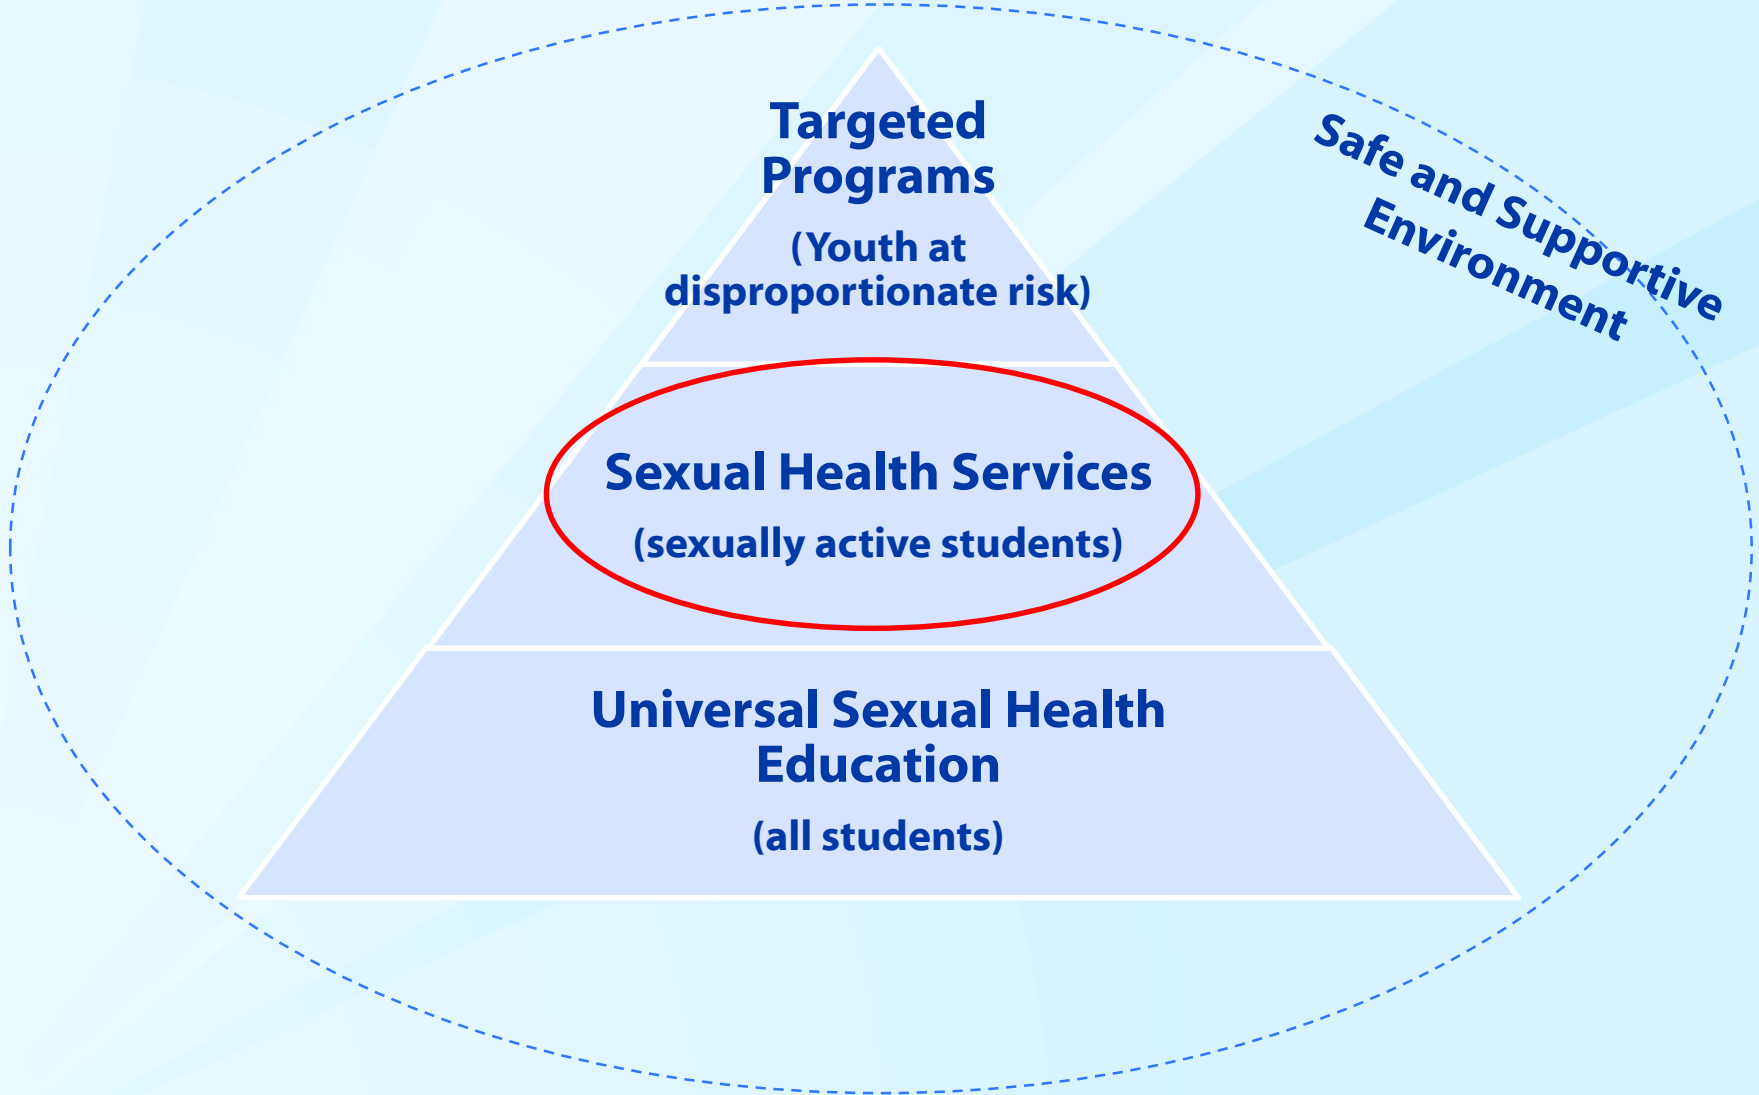 Targeted
Programs
(Youth at
disproportionate risk)
Safe and Supportive
Environment
Sexual Health Services
(sexually active students)
Universal Sexual Health
Education
(all students)